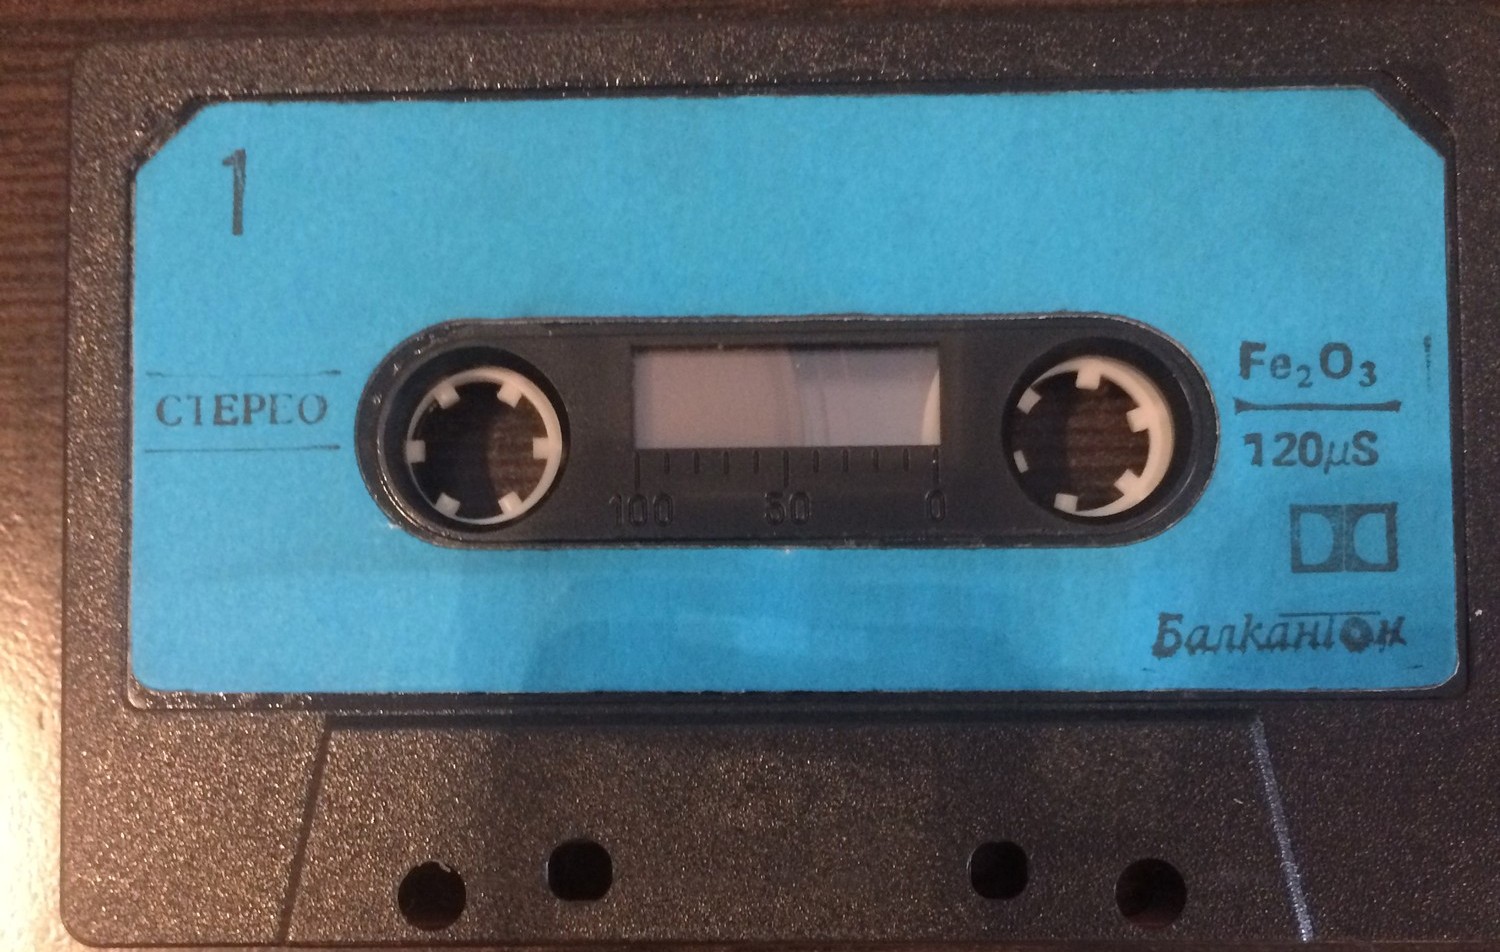 1
СТЕРЕО
Fe₂O₃
120µS
100 50 0
Балкантон